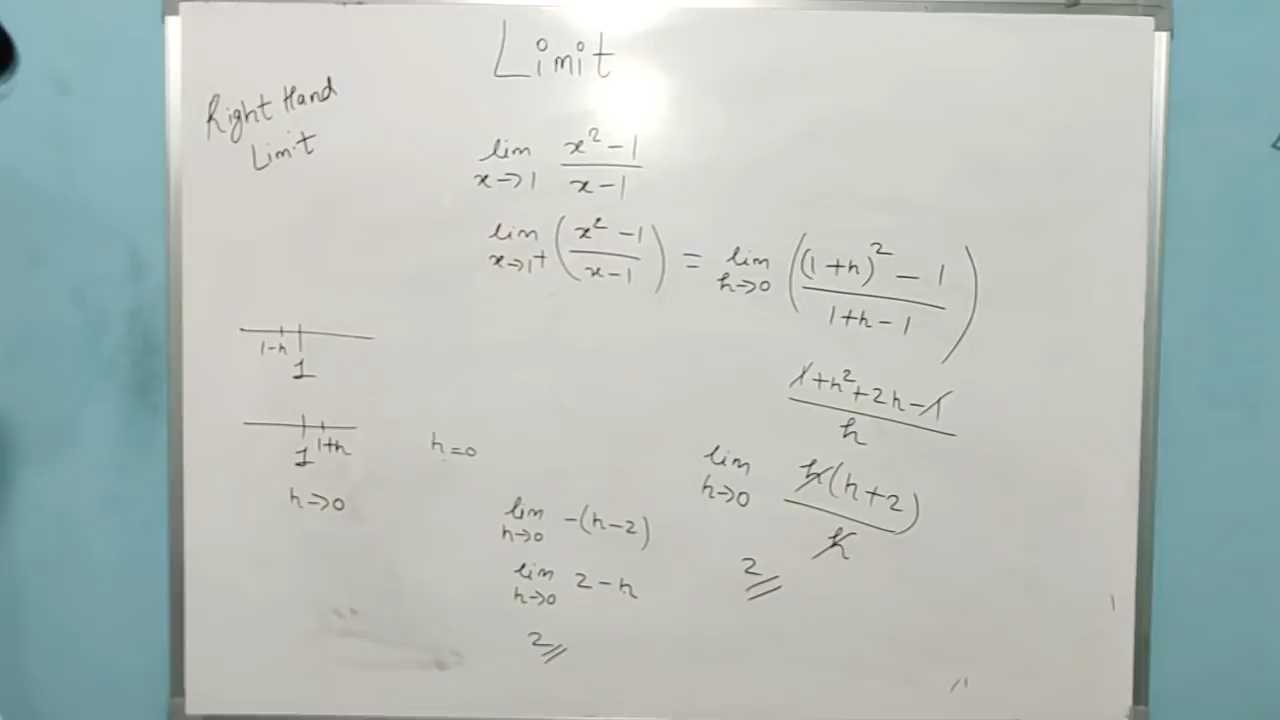 Limit
Right Hand
Limit
lim x→1 (x² - 1)/(x - 1)
lim x→1+ ((x² - 1)/(x - 1)) = lim h→0 (((1+h)² - 1)/(1+h-1))
1-h
1
1 1+h
h→0
h=0
(1+h²+2h-1)/h
lim h→0 h(h+2)/h
2
lim h→0 -(h-2)
lim h→0 2-h
2